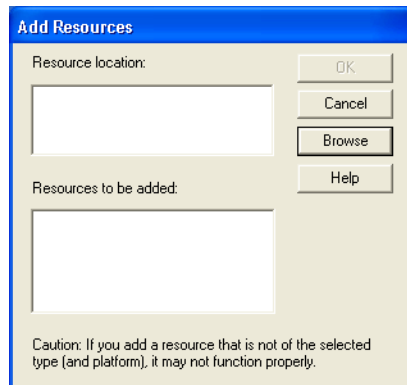 Add Resources
Resource location:
OK
Cancel
Browse
Help
Resources to be added:
Caution: If you add a resource that is not of the selected
type (and platform), it may not function properly.